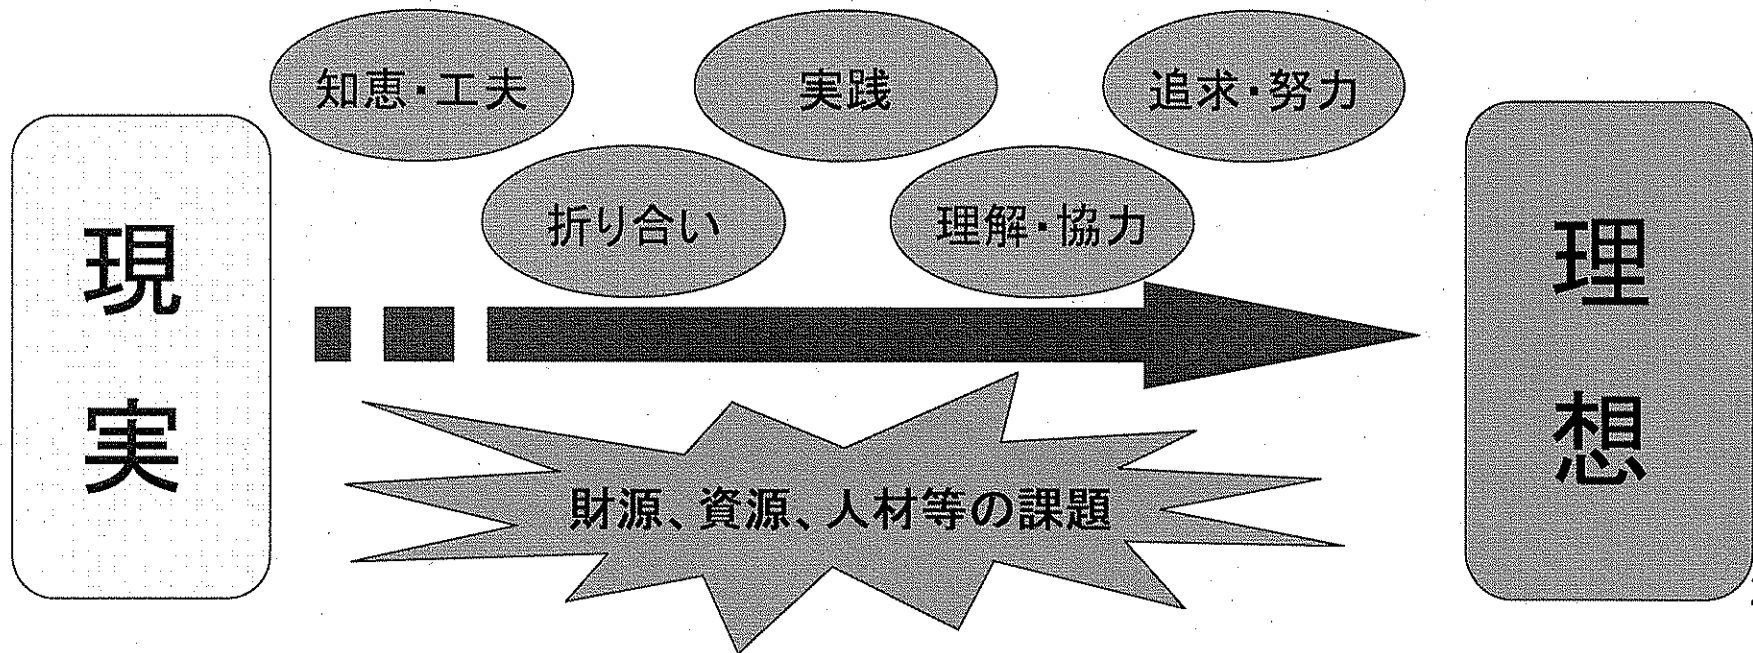 知恵・工夫
実践
追求・努力
折り合い
理解・協力
現実
理想
財源、資源、人材等の課題